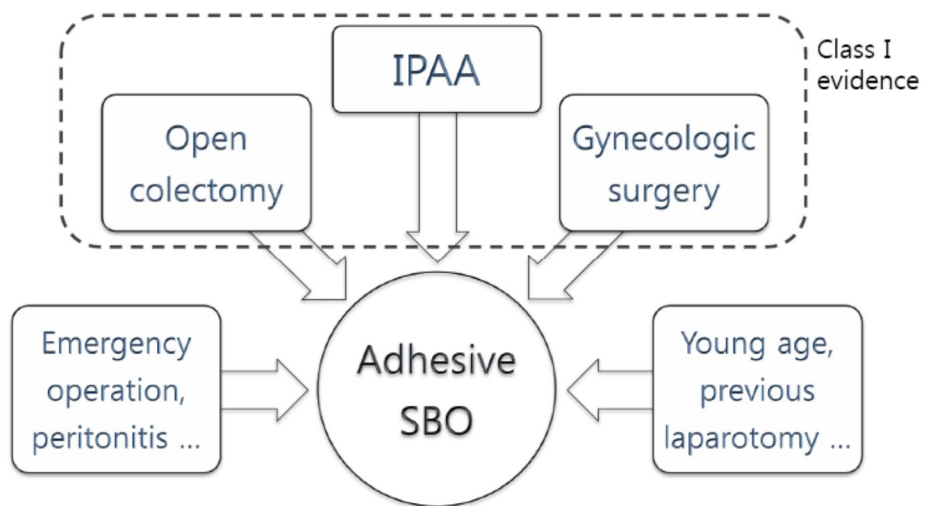 IPAA
Class I
evidence
Open
colectomy
Gynecologic
surgery
Emergency
operation,
peritonitis ...
Adhesive
SBO
Young age,
previous
laparotomy ...